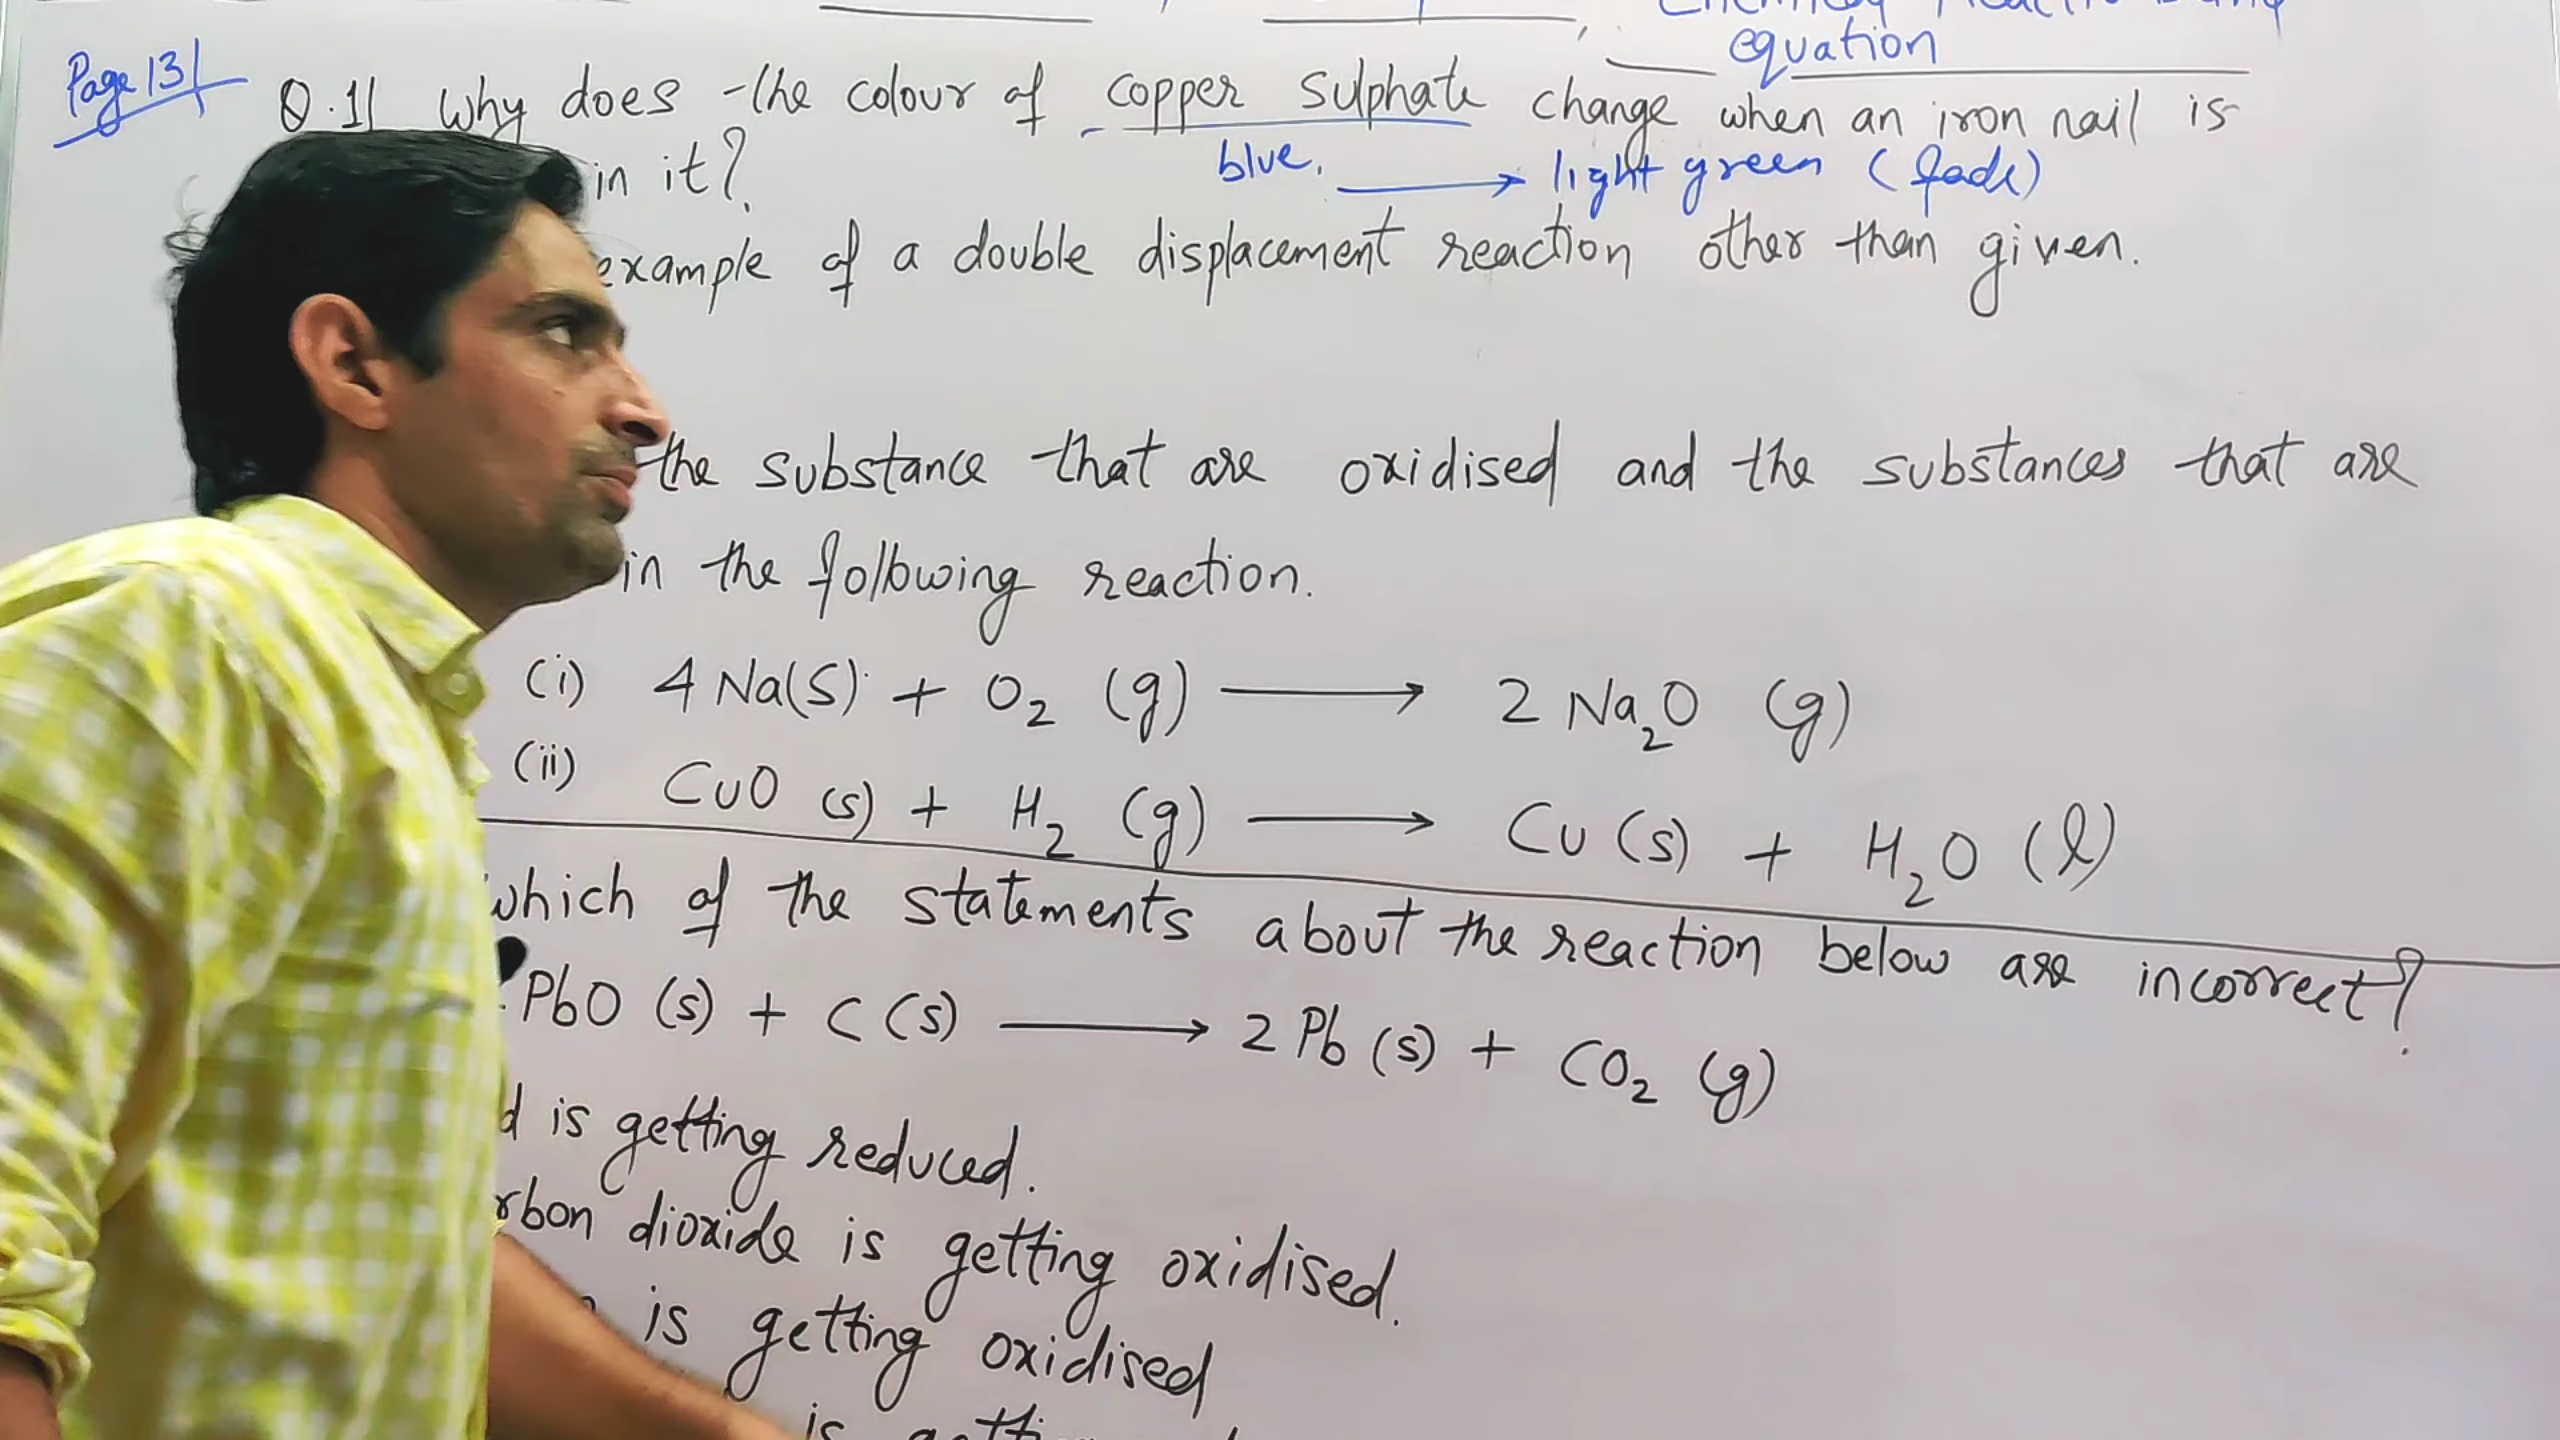 equation
Page 13
Q.1 Why does the colour of copper sulphate change when an iron nail is
in it?
blue. → light green (fade)
example of a double displacement reaction other than given.
the substance that are oxidised and the substances that are
in the following reaction.
(i) 4 Na(s) + O₂ (g) → 2 Na₂O (g)
(ii) CuO (s) + H₂ (g) → Cu (s) + H₂O (l)
which of the statements about the reaction below are incorrect?
PbO (s) + C (s) → 2 Pb (s) + CO₂ (g)
d is getting reduced.
rbon dioxide is getting oxidised.
is getting oxidised
is